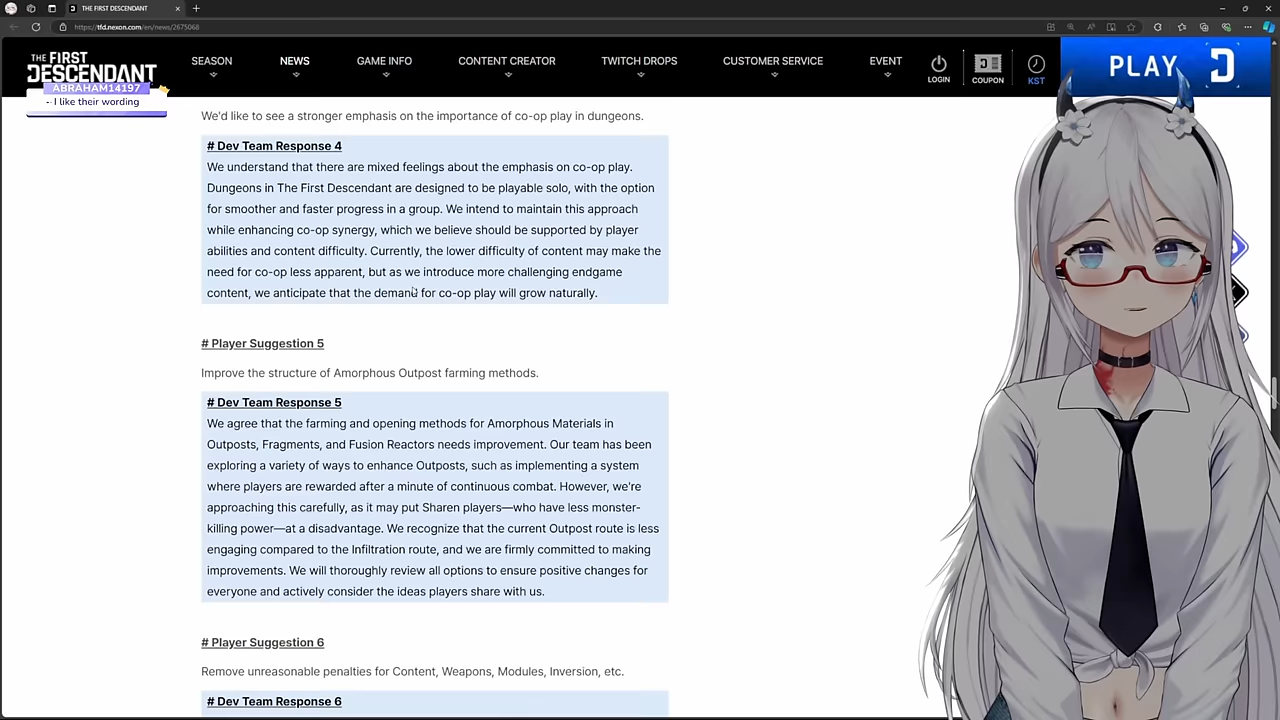 THE FIRST DESCENDANT
https://tfd.nexon.com/en/news/2675068
THE FIRST
DESCENDANT
SEASON
NEWS
GAME INFO
CONTENT CREATOR
TWITCH DROPS
CUSTOMER SERVICE
EVENT
LOGIN
COUPON
KST
PLAY
ABRAHAM14197
- I like their wording
We'd like to see a stronger emphasis on the importance of co-op play in dungeons.
# Dev Team Response 4
We understand that there are mixed feelings about the emphasis on co-op play.
Dungeons in The First Descendant are designed to be playable solo, with the option
for smoother and faster progress in a group. We intend to maintain this approach
while enhancing co-op synergy, which we believe should be supported by player
abilities and content difficulty. Currently, the lower difficulty of content may make the
need for co-op less apparent, but as we introduce more challenging endgame
content, we anticipate that the demand for co-op play will grow naturally.
# Player Suggestion 5
Improve the structure of Amorphous Outpost farming methods.
# Dev Team Response 5
We agree that the farming and opening methods for Amorphous Materials in
Outposts, Fragments, and Fusion Reactors needs improvement. Our team has been
exploring a variety of ways to enhance Outposts, such as implementing a system
where players are rewarded after a minute of continuous combat. However, we're
approaching this carefully, as it may put Sharen players—who have less monster-
killing power—at a disadvantage. We recognize that the current Outpost route is less
engaging compared to the Infiltration route, and we are firmly committed to making
improvements. We will thoroughly review all options to ensure positive changes for
everyone and actively consider the ideas players share with us.
# Player Suggestion 6
Remove unreasonable penalties for Content, Weapons, Modules, Inversion, etc.
# Dev Team Response 6